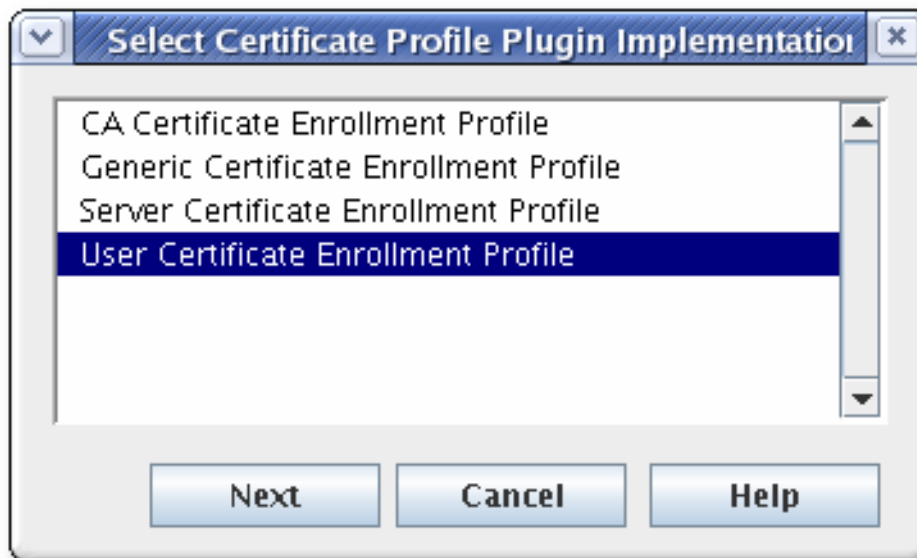 Select Certificate Profile Plugin Implementation
CA Certificate Enrollment Profile
Generic Certificate Enrollment Profile
Server Certificate Enrollment Profile
User Certificate Enrollment Profile
Next
Cancel
Help